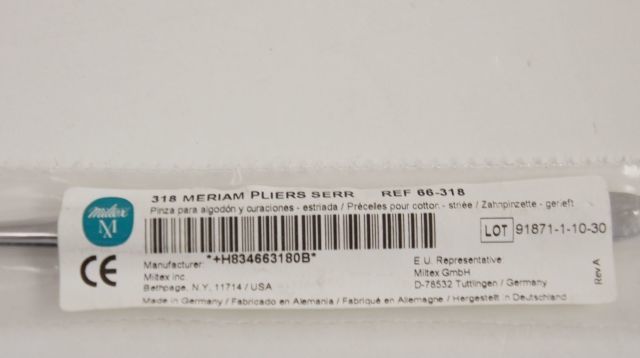 318 MERIAM PLIERS SERR REF 66-318
Pinza para algodón y curaciones - estriada / Précelles pour cotton - striée / Zahnpinzette - gerieft
Miltex
M
LOT 91871-1-10-30
*+H834663180B*
CE
Manufacturer:
Miltex Inc.
Bethpage, N.Y. 11714 / USA
E.U. Representative
Miltex GmbH
D-78532 Tuttlingen / Germany
Rev A
Made in Germany / Fabricado en Alemania / Fabriqué en Allemagne / Hergestellt in Deutschland